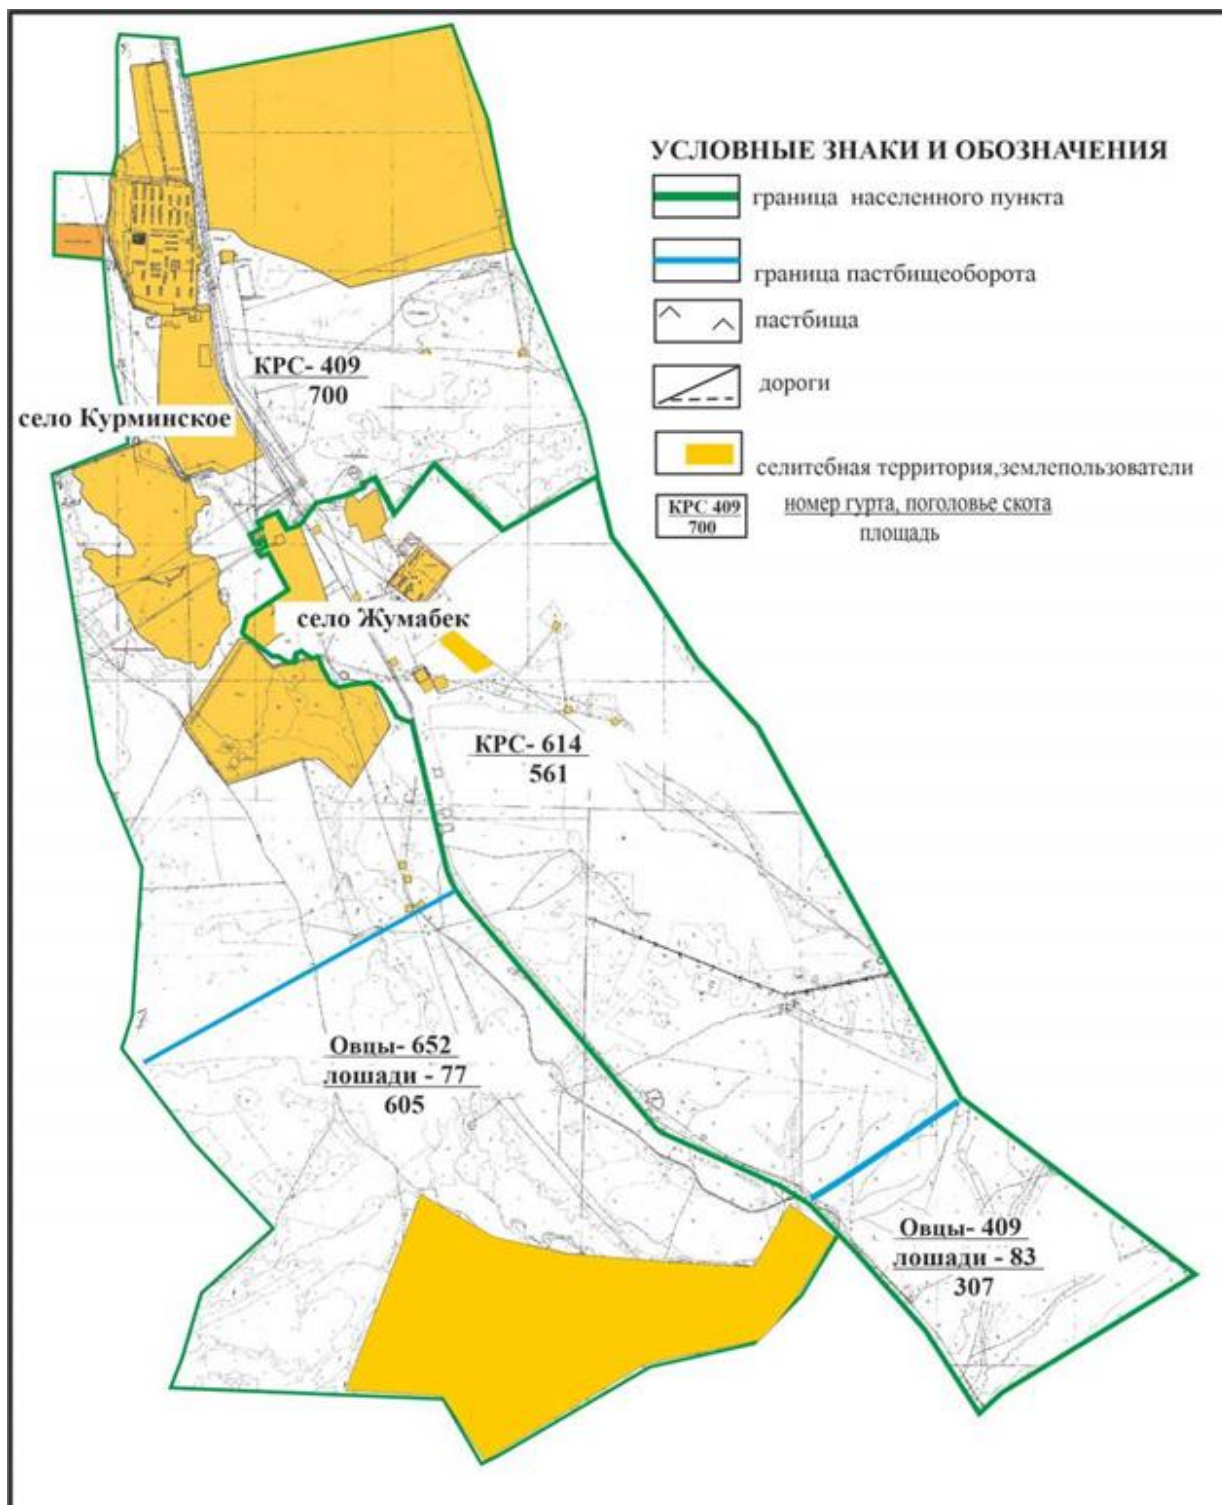 УСЛОВНЫЕ ЗНАКИ И ОБОЗНАЧЕНИЯ
граница населенного пункта
граница пастбищеоборота
пастбища
дороги
селитебная территория,землепользователи
КРС 409
700
номер гурта, поголовье скота
площадь
КРС- 409
700
село Курминское
село Жумабек
КРС- 614
561
Овцы- 652
лошади - 77
605
Овцы- 409
лошади - 83
307